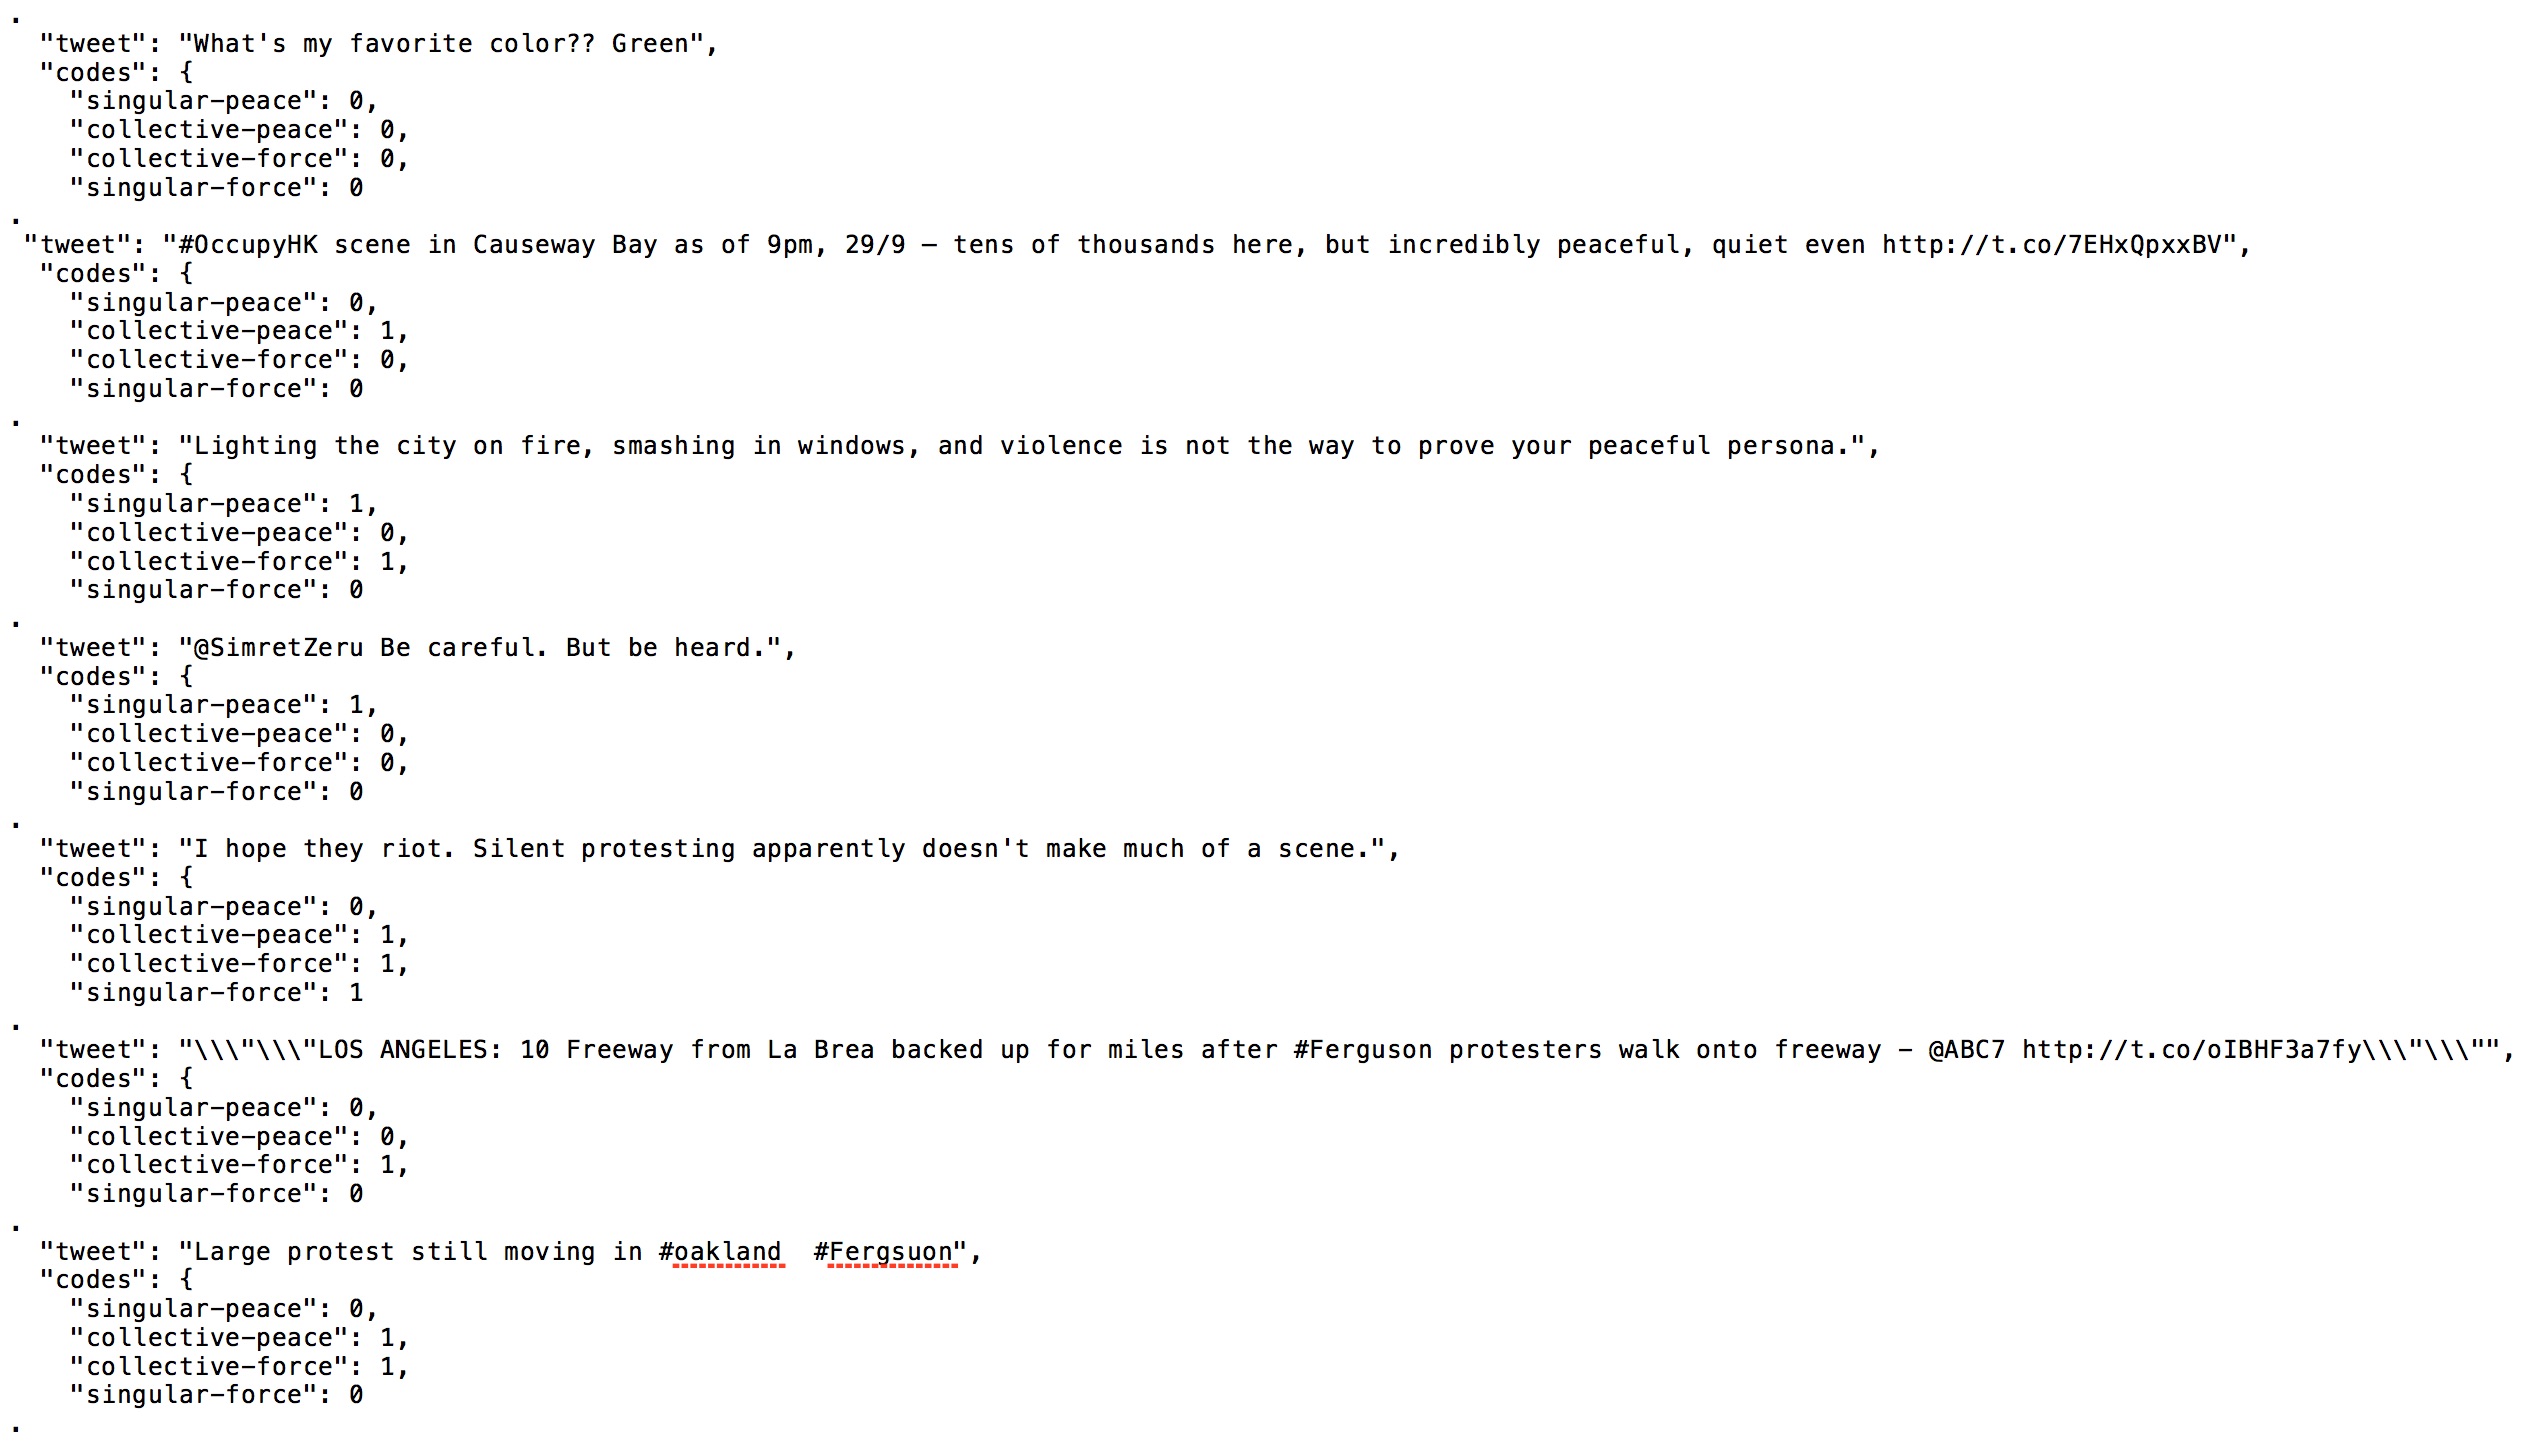 .
"tweet": "What's my favorite color?? Green",
"codes": {
"singular-peace": 0,
"collective-peace": 0,
"collective-force": 0,
"singular-force": 0
.
"tweet": "#OccupyHK scene in Causeway Bay as of 9pm, 29/9 – tens of thousands here, but incredibly peaceful, quiet even http://t.co/7EHxQpxxBV",
"codes": {
"singular-peace": 0,
"collective-peace": 1,
"collective-force": 0,
"singular-force": 0
.
"tweet": "Lighting the city on fire, smashing in windows, and violence is not the way to prove your peaceful persona.",
"codes": {
"singular-peace": 1,
"collective-peace": 0,
"collective-force": 1,
"singular-force": 0
.
"tweet": "@SimretZeru Be careful. But be heard.",
"codes": {
"singular-peace": 1,
"collective-peace": 0,
"collective-force": 0,
"singular-force": 0
.
"tweet": "I hope they riot. Silent protesting apparently doesn't make much of a scene.",
"codes": {
"singular-peace": 0,
"collective-peace": 1,
"collective-force": 1,
"singular-force": 1
.
"tweet": "\\\"\\\"LOS ANGELES: 10 Freeway from La Brea backed up for miles after #Ferguson protesters walk onto freeway - @ABC7 http://t.co/oIBHF3a7fy\\\"\\\"",
"codes": {
"singular-peace": 0,
"collective-peace": 0,
"collective-force": 1,
"singular-force": 0
.
"tweet": "Large protest still moving in #oakland  #Fergsuon",
"codes": {
"singular-peace": 0,
"collective-peace": 1,
"collective-force": 1,
"singular-force": 0
.